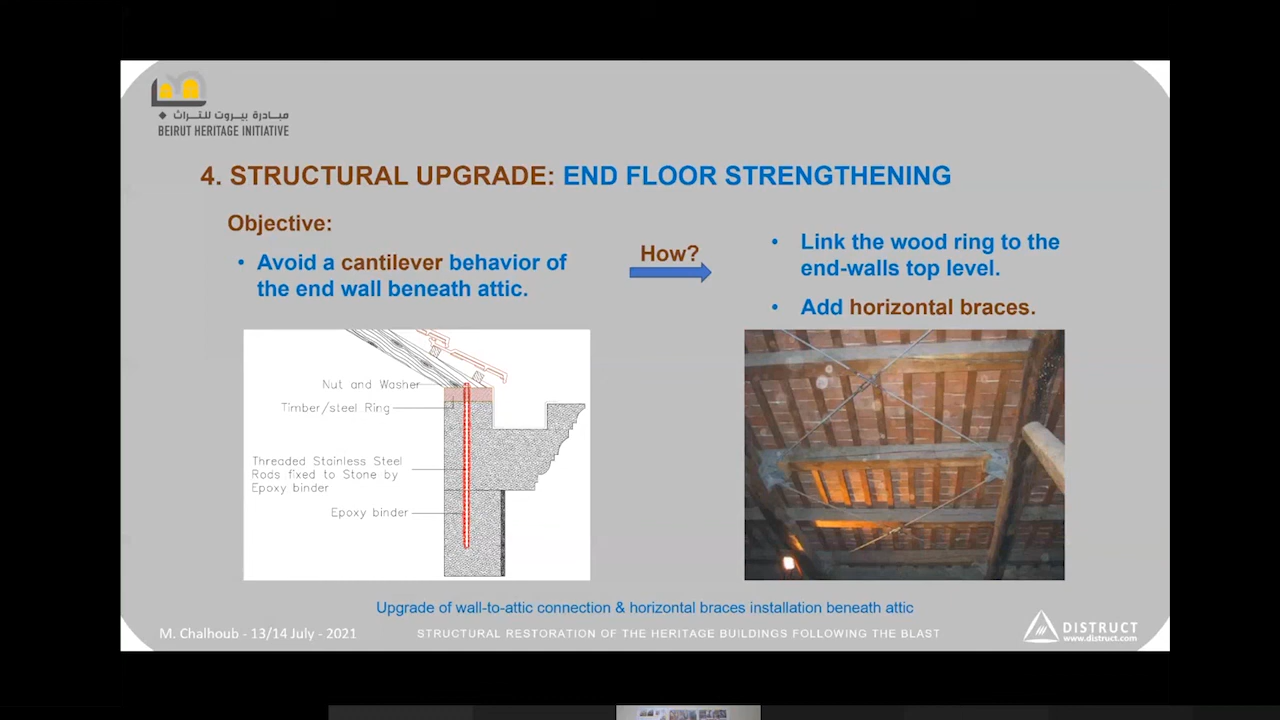 مبادرة بيروت للتراث
BEIRUT HERITAGE INITIATIVE
4. STRUCTURAL UPGRADE: END FLOOR STRENGTHENING
Objective:
• Avoid a cantilever behavior of
the end wall beneath attic.
How?
• Link the wood ring to the
end-walls top level.
• Add horizontal braces.
Nut and Washer
Timber/steel Ring
Threaded Stainless Steel
Rods fixed to Stone by
Epoxy binder
Epoxy binder
Upgrade of wall-to-attic connection & horizontal braces installation beneath attic
M. Chalhoub - 13/14 July - 2021
STRUCTURAL RESTORATION OF THE HERITAGE BUILDINGS FOLLOWING THE BLAST
DISTRUCT
www.distruct.com